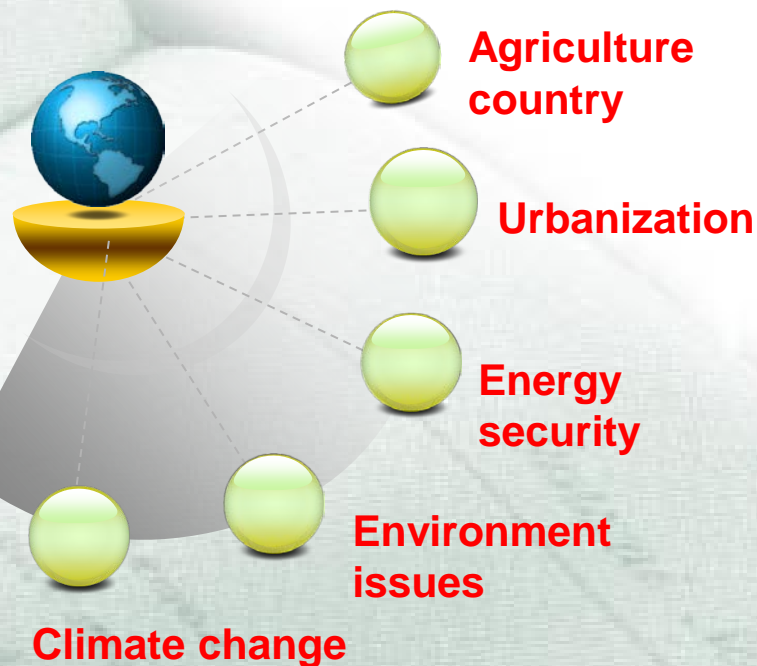 Agriculture
country
Urbanization
Energy
security
Environment
issues
Climate change